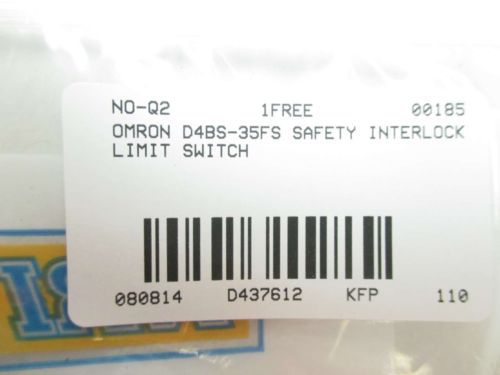 NO-Q2 1FREE 00185
OMRON D4BS-35FS SAFETY INTERLOCK
LIMIT SWITCH
080814 D437612 KFP 110